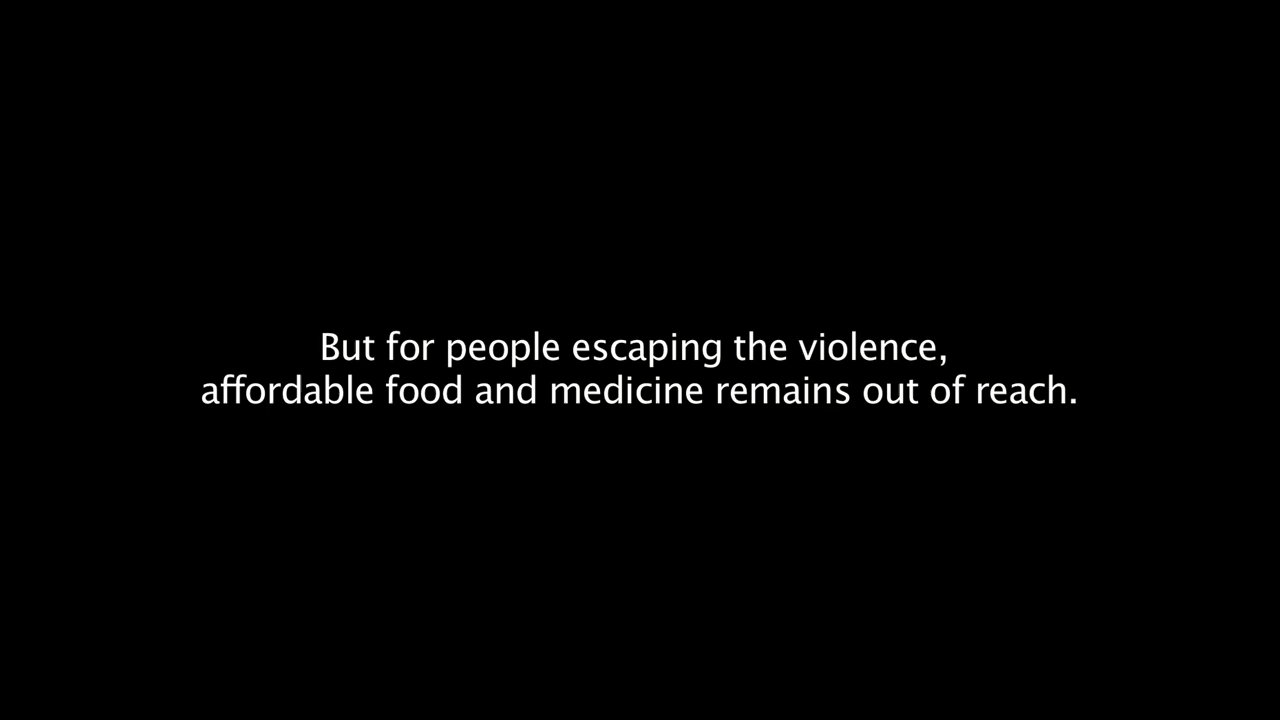 But for people escaping the violence,
affordable food and medicine remains out of reach.